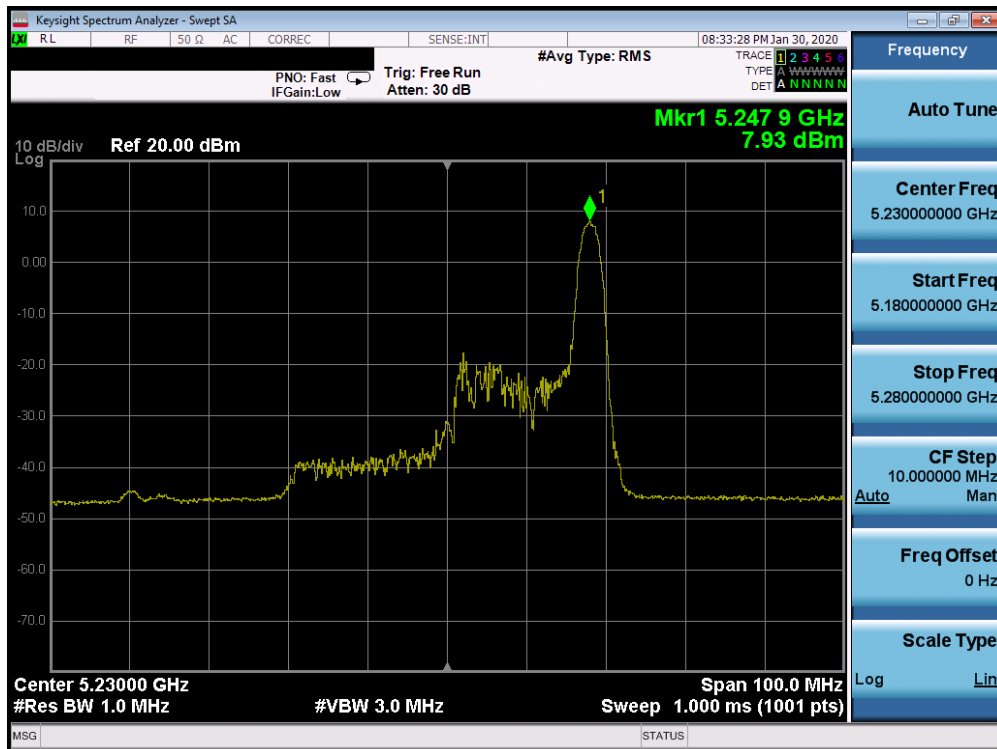 Keysight Spectrum Analyzer - Swept SA
LXI RL RF 50 Ω AC CORREC SENSE:INT 08:33:28 PM Jan 30, 2020
#Avg Type: RMS
TRACE 1 2 3 4 5 6
PNO: Fast Trig: Free Run TYPE A WWWWW
IFGain:Low Atten: 30 dB DET A N N N N N
Mkr1 5.247 9 GHz
7.93 dBm
10 dB/div Ref 20.00 dBm
Log
1
10.0
0.00
-10.0
-20.0
-30.0
-40.0
-50.0
-60.0
-70.0
Center 5.23000 GHz Span 100.0 MHz
#Res BW 1.0 MHz #VBW 3.0 MHz Sweep 1.000 ms (1001 pts)
MSG STATUS
Frequency
Auto Tune
Center Freq
5.230000000 GHz
Start Freq
5.180000000 GHz
Stop Freq
5.280000000 GHz
CF Step
10.000000 MHz
Auto Man
Freq Offset
0 Hz
Scale Type
Log Lin